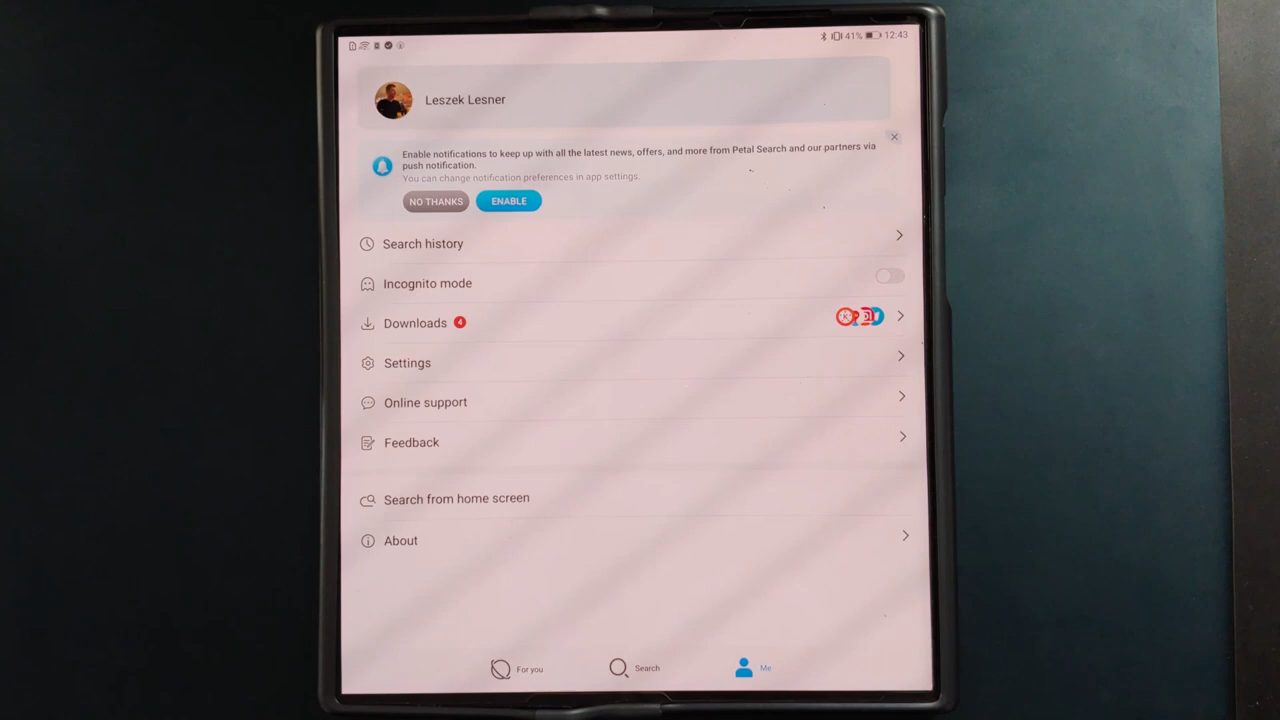 41% 12:43
Leszek Lesner
Enable notifications to keep up with all the latest news, offers, and more from Petal Search and our partners via
push notification.
You can change notification preferences in app settings.
NO THANKS ENABLE
Search history
Incognito mode
Downloads 4
Settings
Online support
Feedback
Search from home screen
About
For you Search Me